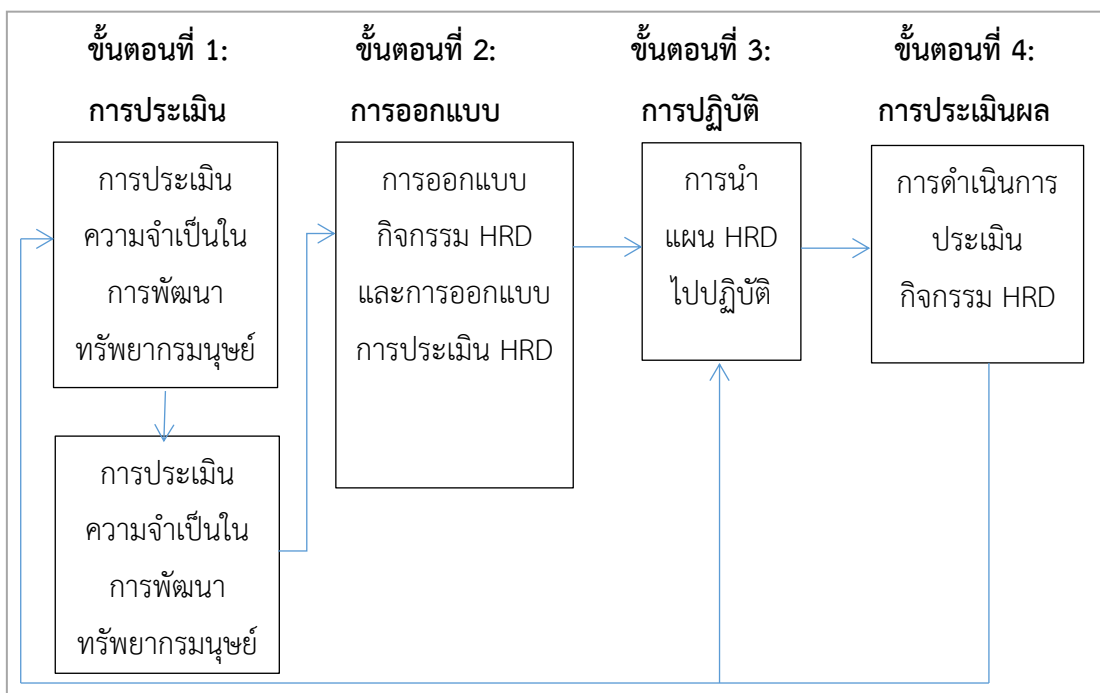 ขั้นตอนที่ 1:
การประเมิน
การประเมิน
ความจำเป็นใน
การพัฒนา
ทรัพยากรมนุษย์
การประเมิน
ความจำเป็นใน
การพัฒนา
ทรัพยากรมนุษย์
ขั้นตอนที่ 2:
การออกแบบ
การออกแบบ
กิจกรรม HRD
และการออกแบบ
การประเมิน HRD
ขั้นตอนที่ 3:
การปฏิบัติ
การนำ
แผน HRD
ไปปฏิบัติ
ขั้นตอนที่ 4:
การประเมินผล
การดำเนินการ
ประเมิน
กิจกรรม HRD